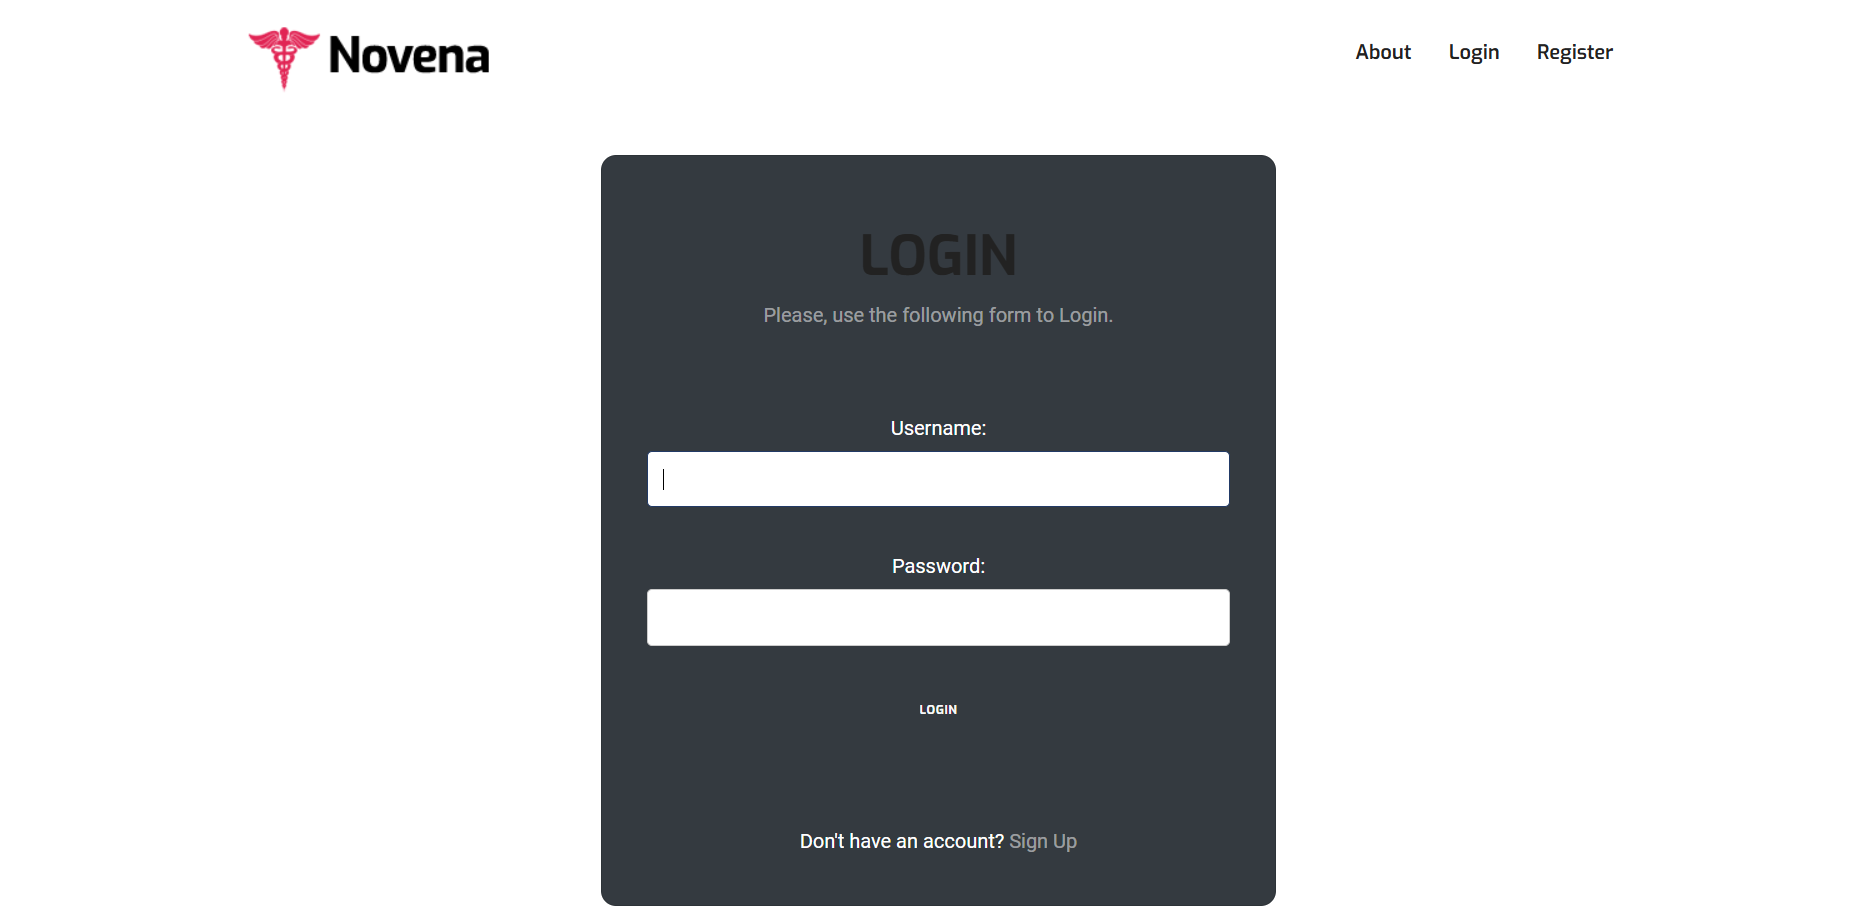 Novena
About Login Register
LOGIN
Please, use the following form to Login.
Username:
Password:
LOGIN
Don't have an account? Sign Up